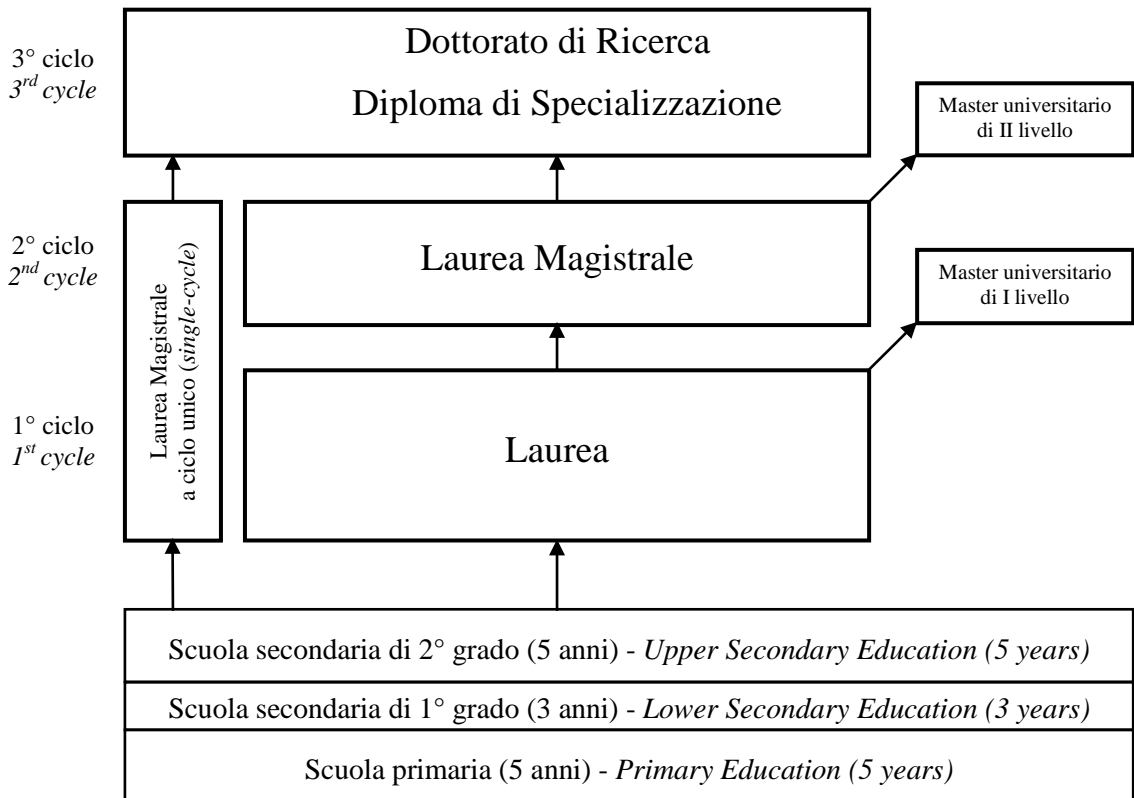 3° ciclo
3rd cycle
Dottorato di Ricerca
Diploma di Specializzazione
Master universitario
di II livello
2° ciclo
2nd cycle
Laurea Magistrale
a ciclo unico (single-cycle)
Laurea Magistrale
Master universitario
di I livello
1° ciclo
1st cycle
Laurea
Scuola secondaria di 2° grado (5 anni) - Upper Secondary Education (5 years)
Scuola secondaria di 1° grado (3 anni) - Lower Secondary Education (3 years)
Scuola primaria (5 anni) - Primary Education (5 years)